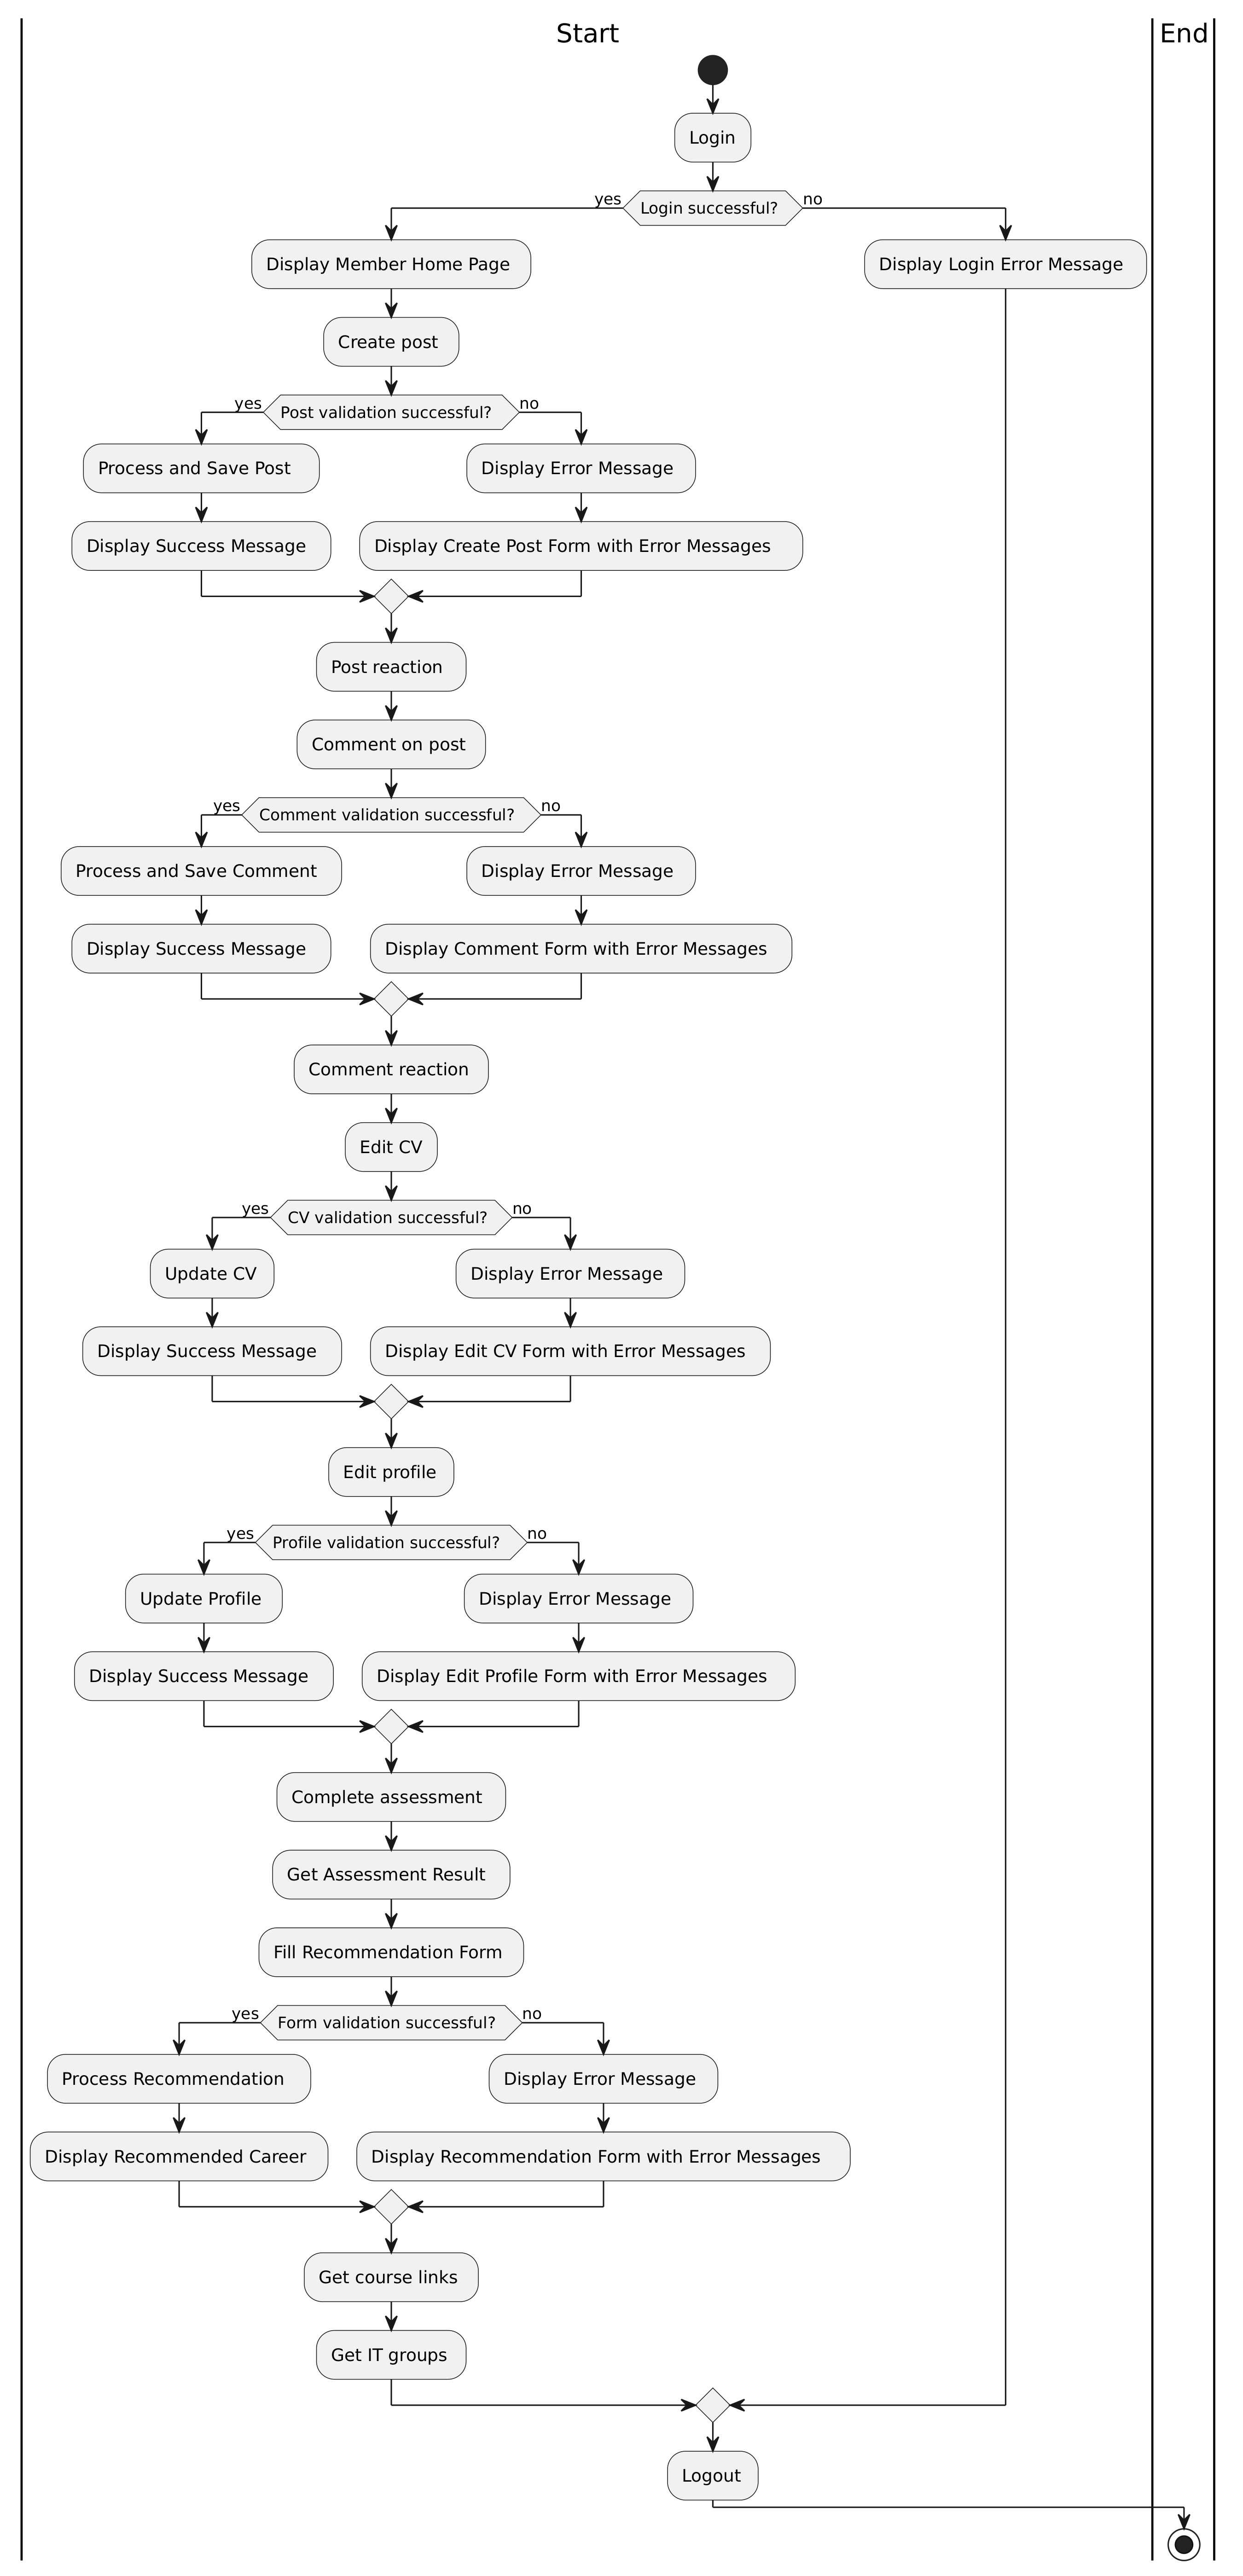 Start
End
Login
yes
Login successful?
no
Display Member Home Page
Display Login Error Message
Create post
yes
Post validation successful?
no
Process and Save Post
Display Error Message
Display Success Message
Display Create Post Form with Error Messages
Post reaction
Comment on post
yes
Comment validation successful?
no
Process and Save Comment
Display Error Message
Display Success Message
Display Comment Form with Error Messages
Comment reaction
Edit CV
yes
CV validation successful?
no
Update CV
Display Error Message
Display Success Message
Display Edit CV Form with Error Messages
Edit profile
yes
Profile validation successful?
no
Update Profile
Display Error Message
Display Success Message
Display Edit Profile Form with Error Messages
Complete assessment
Get Assessment Result
Fill Recommendation Form
yes
Form validation successful?
no
Process Recommendation
Display Error Message
Display Recommended Career
Display Recommendation Form with Error Messages
Get course links
Get IT groups
Logout